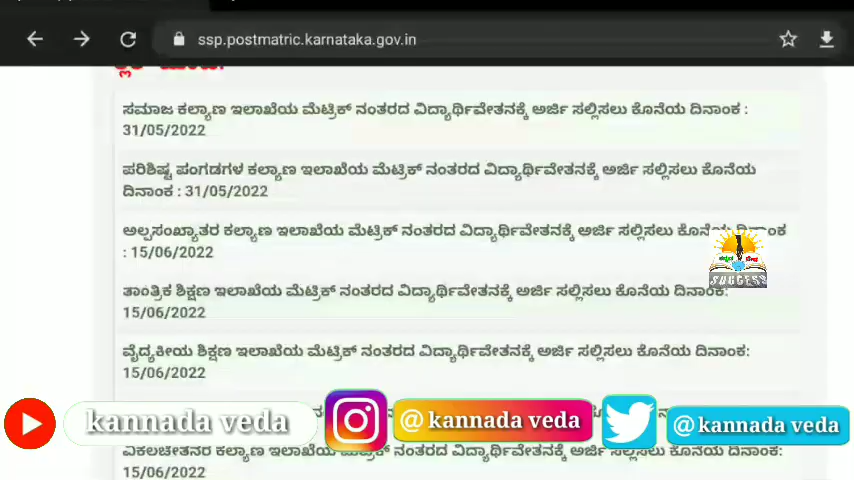 ssp.postmatric.karnataka.gov.in
ಸಮಾಜ ಕಲ್ಯಾಣ ಇಲಾಖೆಯ ಮೆಟ್ರಿಕ್ ನಂತರದ ವಿದ್ಯಾರ್ಥಿವೇತನಕ್ಕೆ ಅರ್ಜಿ ಸಲ್ಲಿಸಲು ಕೊನೆಯ ದಿನಾಂಕ :
31/05/2022
ಪರಿಶಿಷ್ಟ ಪಂಗಡಗಳ ಕಲ್ಯಾಣ ಇಲಾಖೆಯ ಮೆಟ್ರಿಕ್ ನಂತರದ ವಿದ್ಯಾರ್ಥಿವೇತನಕ್ಕೆ ಅರ್ಜಿ ಸಲ್ಲಿಸಲು ಕೊನೆಯ
ದಿನಾಂಕ : 31/05/2022
ಅಲ್ಪಸಂಖ್ಯಾತರ ಕಲ್ಯಾಣ ಇಲಾಖೆಯ ಮೆಟ್ರಿಕ್ ನಂತರದ ವಿದ್ಯಾರ್ಥಿವೇತನಕ್ಕೆ ಅರ್ಜಿ ಸಲ್ಲಿಸಲು ಕೊನೆಯ ದಿನಾಂಕ
: 15/06/2022
SUCCESS
ತಾಂತ್ರಿಕ ಶಿಕ್ಷಣ ಇಲಾಖೆಯ ಮೆಟ್ರಿಕ್ ನಂತರದ ವಿದ್ಯಾರ್ಥಿವೇತನಕ್ಕೆ ಅರ್ಜಿ ಸಲ್ಲಿಸಲು ಕೊನೆಯ ದಿನಾಂಕ:
15/06/2022
ವೈದ್ಯಕೀಯ ಶಿಕ್ಷಣ ಇಲಾಖೆಯ ಮೆಟ್ರಿಕ್ ನಂತರದ ವಿದ್ಯಾರ್ಥಿವೇತನಕ್ಕೆ ಅರ್ಜಿ ಸಲ್ಲಿಸಲು ಕೊನೆಯ ದಿನಾಂಕ:
15/06/2022
kannada veda @kannada veda @kannada veda
ವಿಕಲಚೇತನರ ಕಲ್ಯಾಣ ಇಲಾಖೆಯ ಮೆಟ್ರಿಕ್ ನಂತರದ ವಿದ್ಯಾರ್ಥಿವೇತನಕ್ಕೆ ಅರ್ಜಿ ಸಲ್ಲಿಸಲು ಕೊನೆಯ ದಿನಾಂಕ:
15/06/2022